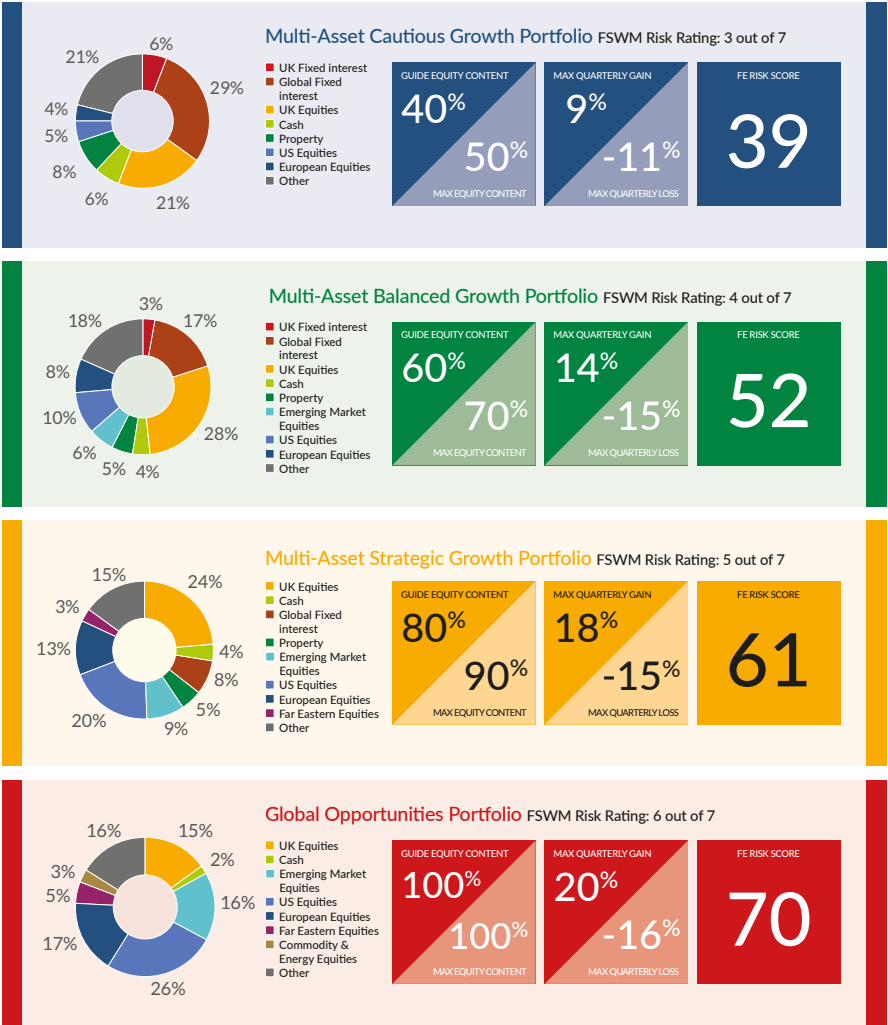 Multi-Asset Cautious Growth Portfolio FSWM Risk Rating: 3 out of 7
6%
29%
21%
6%
8%
5%
4%
21%
UK Fixed interest
Global Fixed
interest
UK Equities
Cash
Property
US Equities
European Equities
Other
GUIDE EQUITY CONTENT
40%
50%
MAX EQUITY CONTENT
MAX QUARTERLY GAIN
9%
-11%
MAX QUARTERLY LOSS
FE RISK SCORE
39
Multi-Asset Balanced Growth Portfolio FSWM Risk Rating: 4 out of 7
3%
17%
28%
4%
5%
6%
10%
8%
18%
UK Fixed interest
Global Fixed
interest
UK Equities
Cash
Property
Emerging Market
Equities
US Equities
European Equities
Other
GUIDE EQUITY CONTENT
60%
70%
MAX EQUITY CONTENT
MAX QUARTERLY GAIN
14%
-15%
MAX QUARTERLY LOSS
FE RISK SCORE
52
Multi-Asset Strategic Growth Portfolio FSWM Risk Rating: 5 out of 7
24%
4%
8%
5%
9%
20%
13%
3%
15%
UK Equities
Cash
Global Fixed
interest
Property
Emerging Market
Equities
US Equities
European Equities
Far Eastern Equities
Other
GUIDE EQUITY CONTENT
80%
90%
MAX EQUITY CONTENT
MAX QUARTERLY GAIN
18%
-15%
MAX QUARTERLY LOSS
FE RISK SCORE
61
Global Opportunities Portfolio FSWM Risk Rating: 6 out of 7
15%
2%
16%
26%
17%
5%
3%
16%
UK Equities
Cash
Emerging Market
Equities
US Equities
European Equities
Far Eastern Equities
Commodity &
Energy Equities
Other
GUIDE EQUITY CONTENT
100%
100%
MAX EQUITY CONTENT
MAX QUARTERLY GAIN
20%
-16%
MAX QUARTERLY LOSS
FE RISK SCORE
70